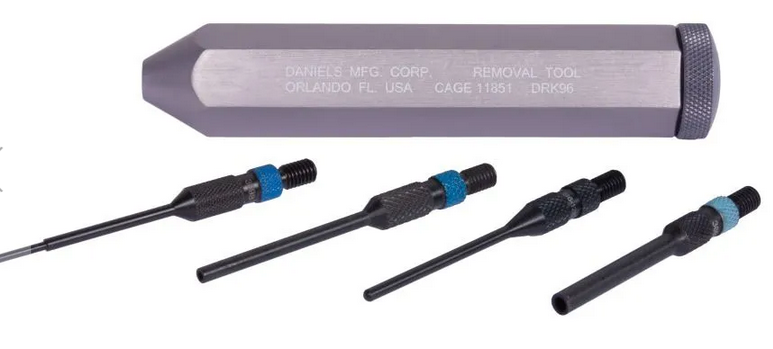 DANIELS MFG. CORP. REMOVAL TOOL
ORLANDO FL. USA CAGE 11851 DRK96